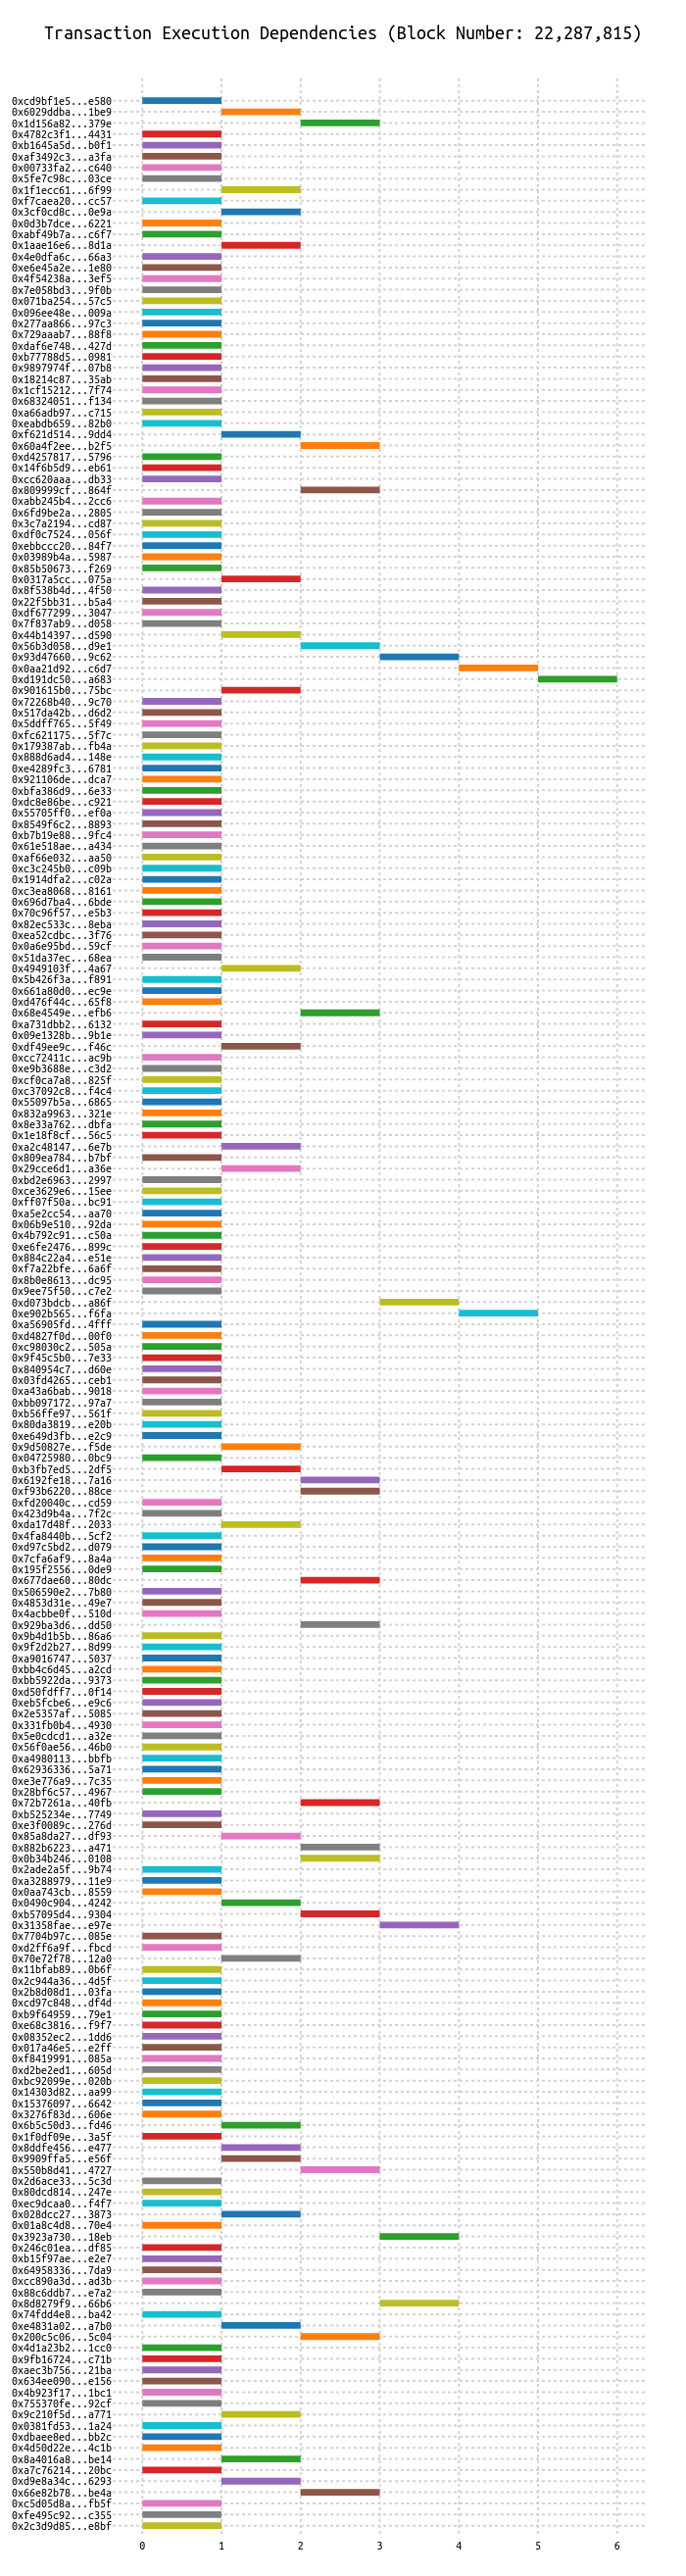 Transaction Execution Dependencies (Block Number: 22,287,815)
0xcd9bf1e5...e580
0x6029ddba...1be9
0x1d156a82...379e
0x4782c3f1...4431
0xb1645a5d...b0f1
0xaf3492c3...a3fa
0x00733fa2...c640
0x5fe7c98c...03ce
0x1f1ecc61...6f99
0xf7caea20...cc57
0x3cf0cd8c...0e9a
0x0d3b7dce...6221
0xabf49b7a...c6f7
0x1aae16e6...8d1a
0x4e0dfa6c...66a3
0xe6e45a2e...1e80
0x4f54238a...3ef5
0x7e058bd3...9f0b
0x071ba254...57c5
0x096ee48e...009a
0x277aa866...97c3
0x729aaab7...88f8
0xdaf6e748...427d
0xb77788d5...0981
0x9897974f...07b8
0x18214c87...35ab
0x1cf15212...7f74
0x68324051...f134
0xa66adb97...c715
0xeabdb659...82b0
0xf621d514...9dd4
0x60a4f2ee...b2f5
0xd4257817...5796
0x14f6b5d9...eb61
0xcc620aaa...db33
0x809999cf...864f
0xabb245b4...2cc6
0x6fd9be2a...2805
0x3c7a2194...cd87
0xdf0c7524...056f
0xebbccc20...84f7
0x03989b4a...5987
0x85b50673...f269
0x0317a5cc...075a
0x8f538b4d...4f50
0x22f5bb31...b5a4
0xdf677299...3047
0x7f837ab9...d058
0x44b14397...d590
0x56b3d058...d9e1
0x93d47660...9c62
0x0aa21d92...c6d7
0xd191dc50...a683
0x901615b0...75bc
0x72268b40...9c70
0x517da42b...d6d2
0x5ddff765...5f49
0xfc621175...5f7c
0x179387ab...fb4a
0x888d6ad4...148e
0xe4289fc3...6781
0x921106de...dca7
0xbfa386d9...6e33
0xdc8e86be...c921
0x55705ff0...ef0a
0x8549f6c2...8893
0xb7b19e88...9fc4
0x61e518ae...a434
0xaf66e032...aa50
0xc3c245b0...c09b
0x1914dfa2...c02a
0xc3ea8068...8161
0x696d7ba4...6bde
0x70c96f57...e5b3
0x82ec533c...8eba
0xea52cdbc...3f76
0x0a6e95bd...59cf
0x51da37ec...68ea
0x4949103f...4a67
0x5b426f3a...f891
0x661a80d0...ec9e
0xd476f44c...65f8
0x68e4549e...efb6
0xa731dbb2...6132
0x09e1328b...9b1e
0xdf49ee9c...f46c
0xcc72411c...ac9b
0xe9b3688e...c3d2
0xcf0ca7a8...825f
0xc37092c8...f4c4
0x55097b5a...6865
0x832a9963...321e
0x8e33a762...dbfa
0x1e18f8cf...56c5
0xa2c48147...6e7b
0x809ea784...b7bf
0x29cce6d1...a36e
0xbd2e6963...2997
0xce3629e6...15ee
0xff07f50a...bc91
0xa5e2cc54...aa70
0x06b9e510...92da
0x4b792c91...c50a
0xe6fe2476...899c
0x884c22a4...e51e
0xf7a22bfe...6a6f
0x8b0e8613...dc95
0x9ee75f50...c7e2
0xd073bdcb...a86f
0xe902b565...f6fa
0xa56905fd...4fff
0xd4827f0d...00f0
0xc98030c2...505a
0x9f45c5b0...7e33
0x840954c7...d60e
0x03fd4265...ceb1
0xa43a6bab...9018
0xbb097172...97a7
0xb56ffe97...561f
0x80da3819...e20b
0xe649d3fb...e2c9
0x9d50827e...f5de
0x04725980...0bc9
0xb3fb7ed5...2df5
0x6192fe18...7a16
0xf93b6220...88ce
0xfd20040c...cd59
0x423d9b4a...7f2c
0xda17d48f...2033
0x4fa8440b...5cf2
0xd97c5bd2...d079
0x7cfa6af9...8a4a
0x195f2556...0de9
0x677dae60...80dc
0x506590e2...7b80
0x4853d31e...49e7
0x4acbbe0f...510d
0x929ba3d6...dd50
0x9b4d1b5b...86a6
0x9f2d2b27...8d99
0xa9016747...5037
0xbb4c6d45...a2cd
0xbb5922da...9373
0xd50fdff7...0f14
0xeb5fcbe6...e9c6
0x2e5357af...5085
0x331fb0b4...4930
0x5e0cdcd1...a32e
0x56f0ae56...46b0
0xa4980113...bbfb
0x62936336...5a71
0xe3e776a9...7c35
0x28bf6c57...4967
0x72b7261a...40fb
0xb525234e...7749
0xe3f0089c...276d
0x85a8da27...df93
0x882b6223...a471
0x0b34b246...0108
0x2ade2a5f...9b74
0xa3288979...11e9
0x0aa743cb...8559
0x0490c904...4242
0xb57095d4...9304
0x31358fae...e97e
0x7704b97c...085e
0xd2ff6a9f...fbcd
0x70e72f78...12a0
0x11bfab89...0b6f
0x2c944a36...4d5f
0x2b8d08d1...03fa
0xcd97c848...df4d
0xb9f64959...79e1
0xe68c3816...f9f7
0x08352ec2...1dd6
0x017a46e5...e2ff
0xf8419991...085a
0xd2be2ed1...605d
0xbc92099e...020b
0x14303d82...aa99
0x15376097...6642
0x3276f83d...606e
0x6b5c50d3...fd46
0x1f0df09e...3a5f
0x8ddfe456...e477
0x9909ffa5...e56f
0x550b8d41...4727
0x2d6ace33...5c3d
0x80dcd814...247e
0xec9dcaa0...f4f7
0x028dcc27...3873
0x01a8c4d8...70e4
0x3923a730...18eb
0x246c01ea...df85
0xb15f97ae...e2e7
0x64958336...7da9
0xcc890a3d...ad3b
0x88c6ddb7...e7a2
0x8d8279f9...66b6
0x74fdd4e8...ba42
0xe4831a02...a7b0
0x200c5c06...5c04
0x4d1a23b2...1cc0
0x9fb16724...c71b
0xaec3b756...21ba
0x634ee090...e156
0x4b923f17...1bc1
0x755370fe...92cf
0x9c210f5d...a771
0x0381fd53...1a24
0xdbaee8ed...bb2c
0x4d50d22e...4c1b
0x8a4016a8...be14
0xa7c76214...20bc
0xd9e8a34c...6293
0x66e82b78...be4a
0xc5d05d8a...fb5f
0xfe495c92...c355
0x2c3d9d85...e8bf
0 1 2 3 4 5 6